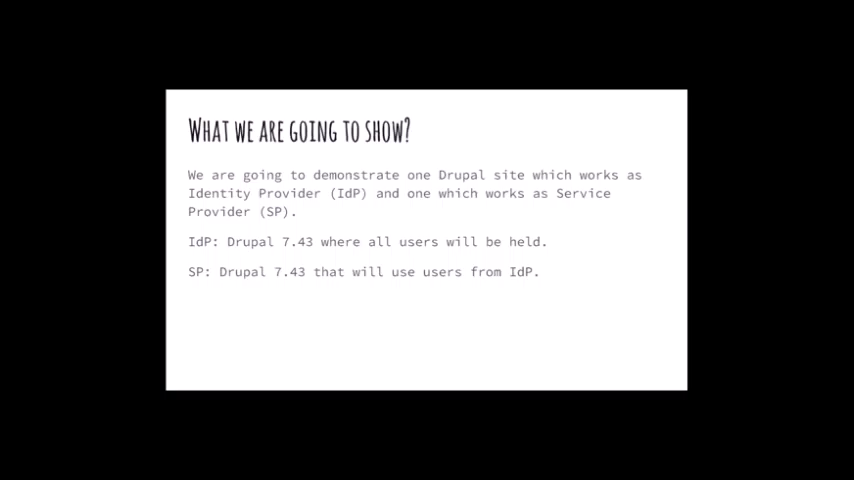 What we are going to show?
We are going to demonstrate one Drupal site which works as
Identity Provider (IdP) and one which works as Service
Provider (SP).
IdP: Drupal 7.43 where all users will be held.
SP: Drupal 7.43 that will use users from IdP.